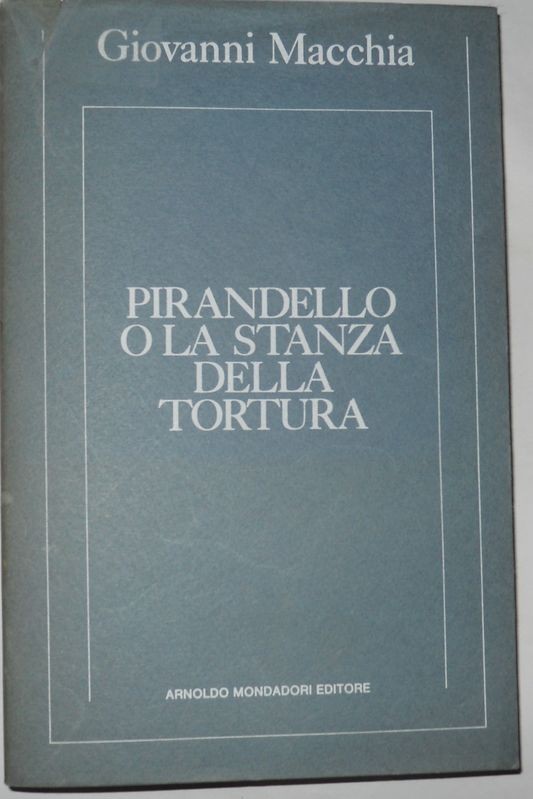 Giovanni Macchia
PIRANDELLO
O LA STANZA
DELLA
TORTURA
ARNOLDO MONDADORI EDITORE